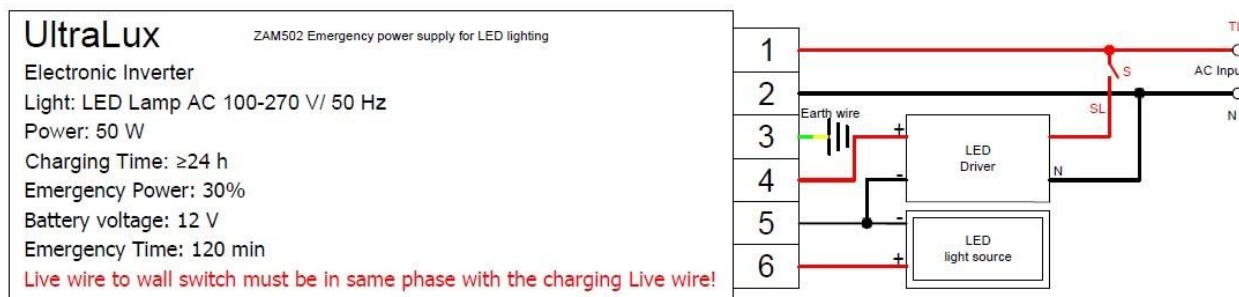 UltraLux
ZAM502 Emergency power supply for LED lighting
Electronic Inverter
Light: LED Lamp AC 100-270 V/ 50 Hz
Power: 50 W
Charging Time: ≥24 h
Emergency Power: 30%
Battery voltage: 12 V
Emergency Time: 120 min
Live wire to wall switch must be in same phase with the charging Live wire!
1
2
3
4
5
6
TL
S
AC Input
SL
N
Earth wire
+
LED
Driver
-
N
-
LED
light source
+